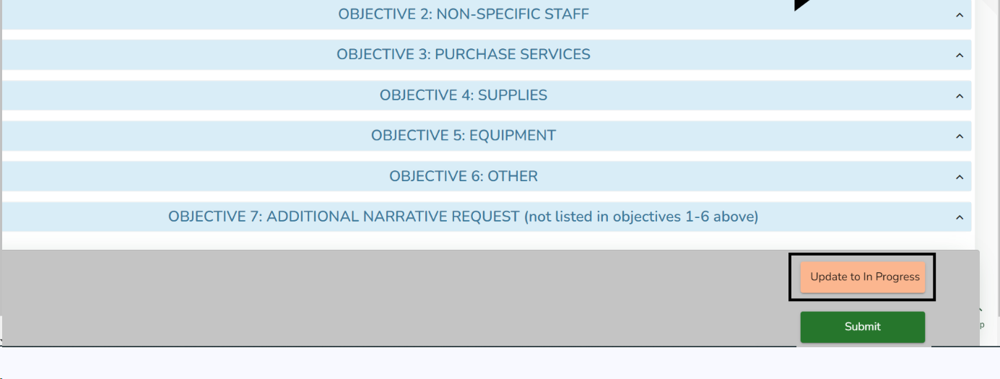 OBJECTIVE 2: NON-SPECIFIC STAFF
OBJECTIVE 3: PURCHASE SERVICES
OBJECTIVE 4: SUPPLIES
OBJECTIVE 5: EQUIPMENT
OBJECTIVE 6: OTHER
OBJECTIVE 7: ADDITIONAL NARRATIVE REQUEST (not listed in objectives 1-6 above)
Update to In Progress
Submit